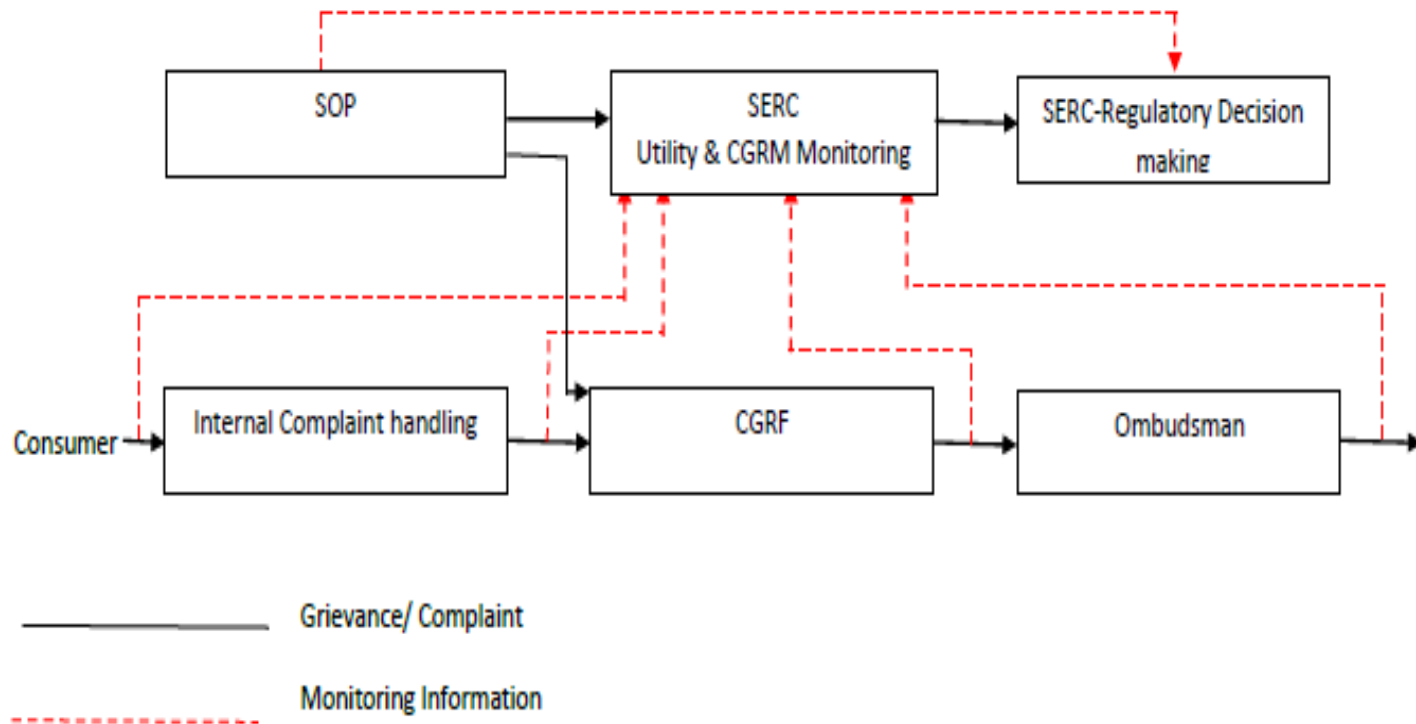 SOP
SERC
Utility & CGRM Monitoring
SERC-Regulatory Decision
making
Consumer
Internal Complaint handling
CGRF
Ombudsman
Grievance/ Complaint
Monitoring Information